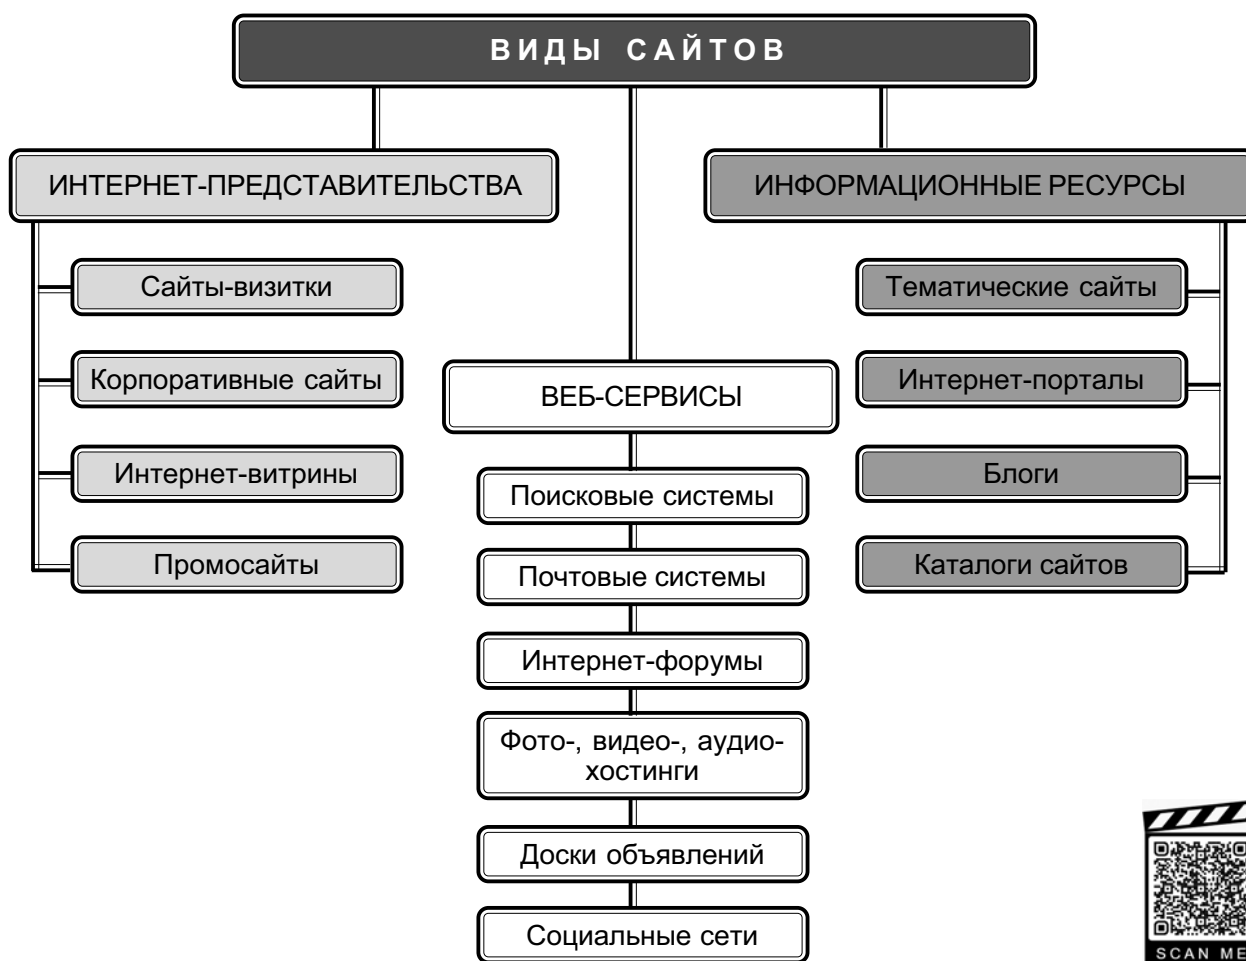 ВИДЫ САЙТОВ
ИНТЕРНЕТ-ПРЕДСТАВИТЕЛЬСТВА
Сайты-визитки
Корпоративные сайты
Интернет-витрины
Промосайты
ВЕБ-СЕРВИСЫ
Поисковые системы
Почтовые системы
Интернет-форумы
Фото-, видео-, аудио-
хостинги
Доски объявлений
Социальные сети
ИНФОРМАЦИОННЫЕ РЕСУРСЫ
Тематические сайты
Интернет-порталы
Блоги
Каталоги сайтов
SCAN ME